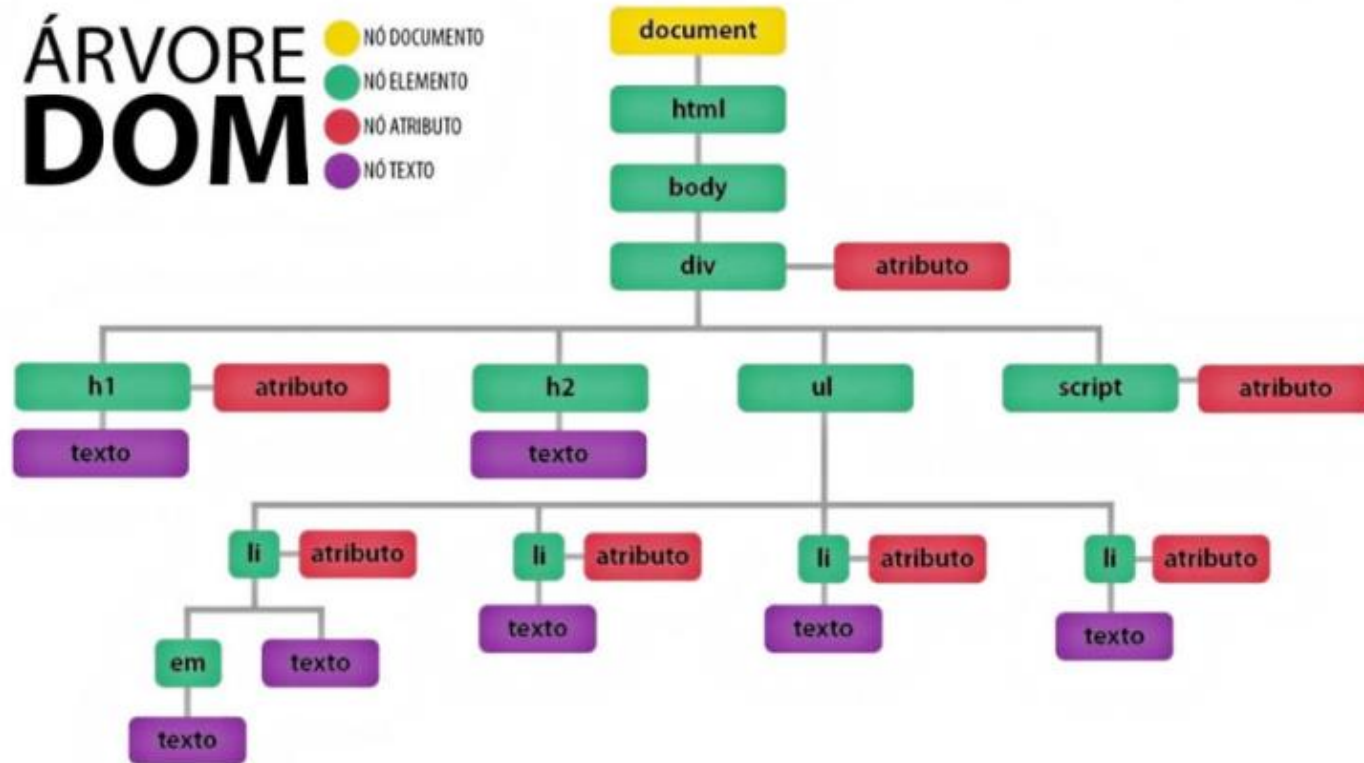 ÁRVORE
DOM
NÓ DOCUMENTO
NÓ ELEMENTO
NÓ ATRIBUTO
NÓ TEXTO
document
html
body
div
atributo
h1
atributo
h2
ul
script
atributo
texto
texto
li
atributo
li
atributo
li
atributo
li
atributo
em
texto
texto
texto
texto
texto